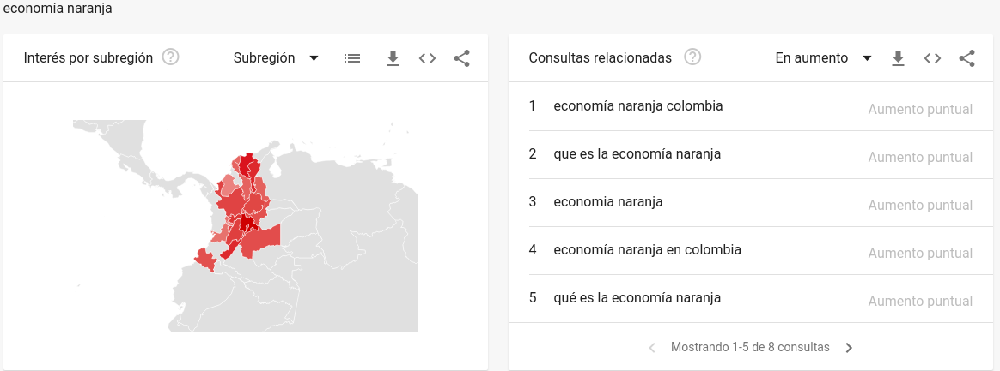 economía naranja
Interés por subregión
Subregión
Consultas relacionadas
En aumento
1 economía naranja colombia Aumento puntual
2 que es la economía naranja Aumento puntual
3 economia naranja Aumento puntual
4 economía naranja en colombia Aumento puntual
5 qué es la economía naranja Aumento puntual
Mostrando 1-5 de 8 consultas